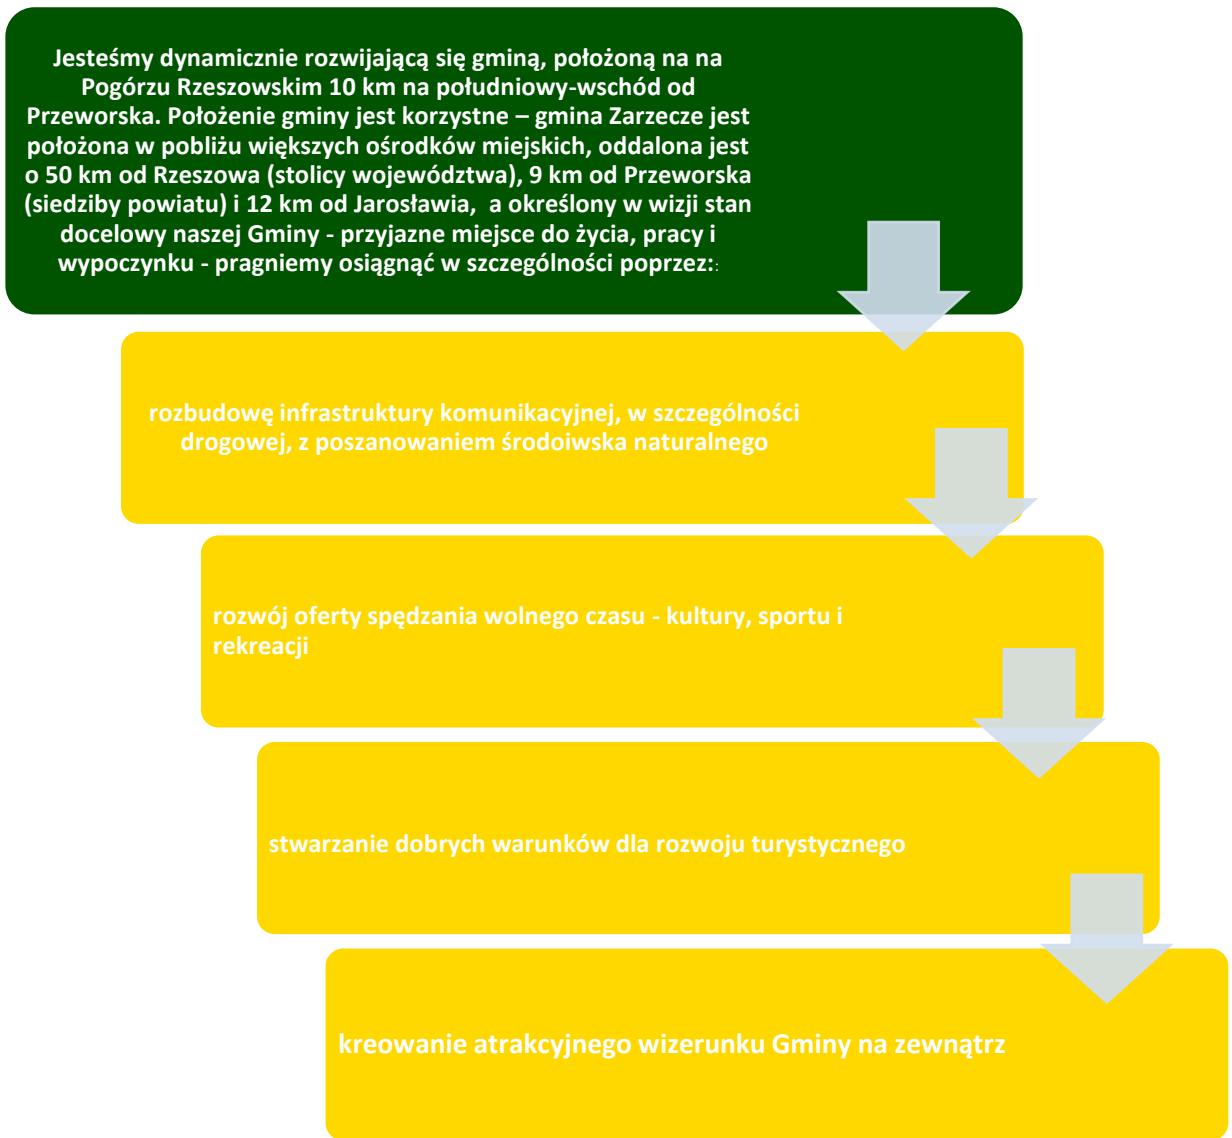 Jesteśmy dynamicznie rozwijającą się gminą, położoną na na
Pogórzu Rzeszowskim 10 km na południowy-wschód od
Przeworska. Położenie gminy jest korzystne – gmina Zarzecze jest
położona w pobliżu większych ośrodków miejskich, oddalona jest
o 50 km od Rzeszowa (stolicy województwa), 9 km od Przeworska
(siedziby powiatu) i 12 km od Jarosławia, a określony w wizji stan
docelowy naszej Gminy - przyjazne miejsce do życia, pracy i
wypoczynku - pragniemy osiągnąć w szczególności poprzez::
rozbudowę infrastruktury komunikacyjnej, w szczególności
drogowej, z poszanowaniem środoiwska naturalnego
rozwój oferty spędzania wolnego czasu - kultury, sportu i
rekreacji
stwarzanie dobrych warunków dla rozwoju turystycznego
kreowanie atrakcyjnego wizerunku Gminy na zewnątrz